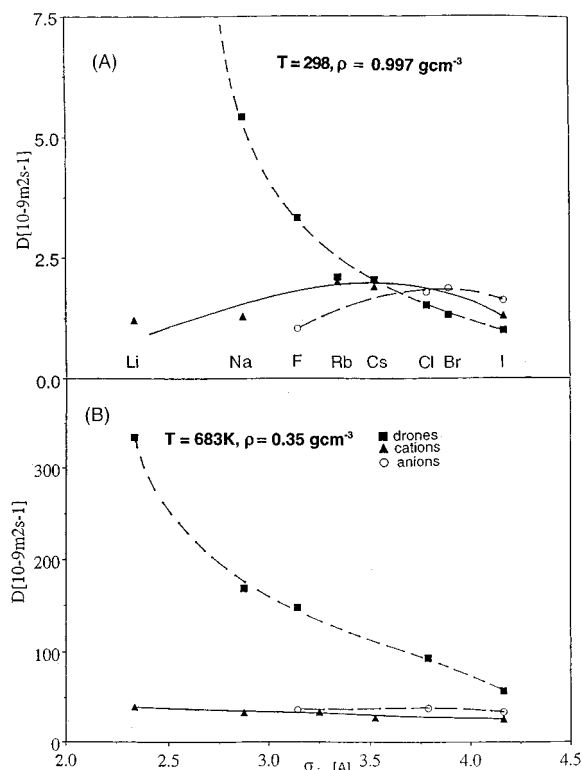 7.5
(A)
T = 298, ρ = 0.997 gcm-3
5.0
D[10-9m2s-1]
2.5
Li Na F Rb Cs Cl Br I
0.0
(B)
T = 683K, ρ = 0.35 gcm-3
drones
cations
anions
300
D[10-9m2s-1]
200
100
0
2.0 2.5 3.0 3.5 4.0 4.5
[A]